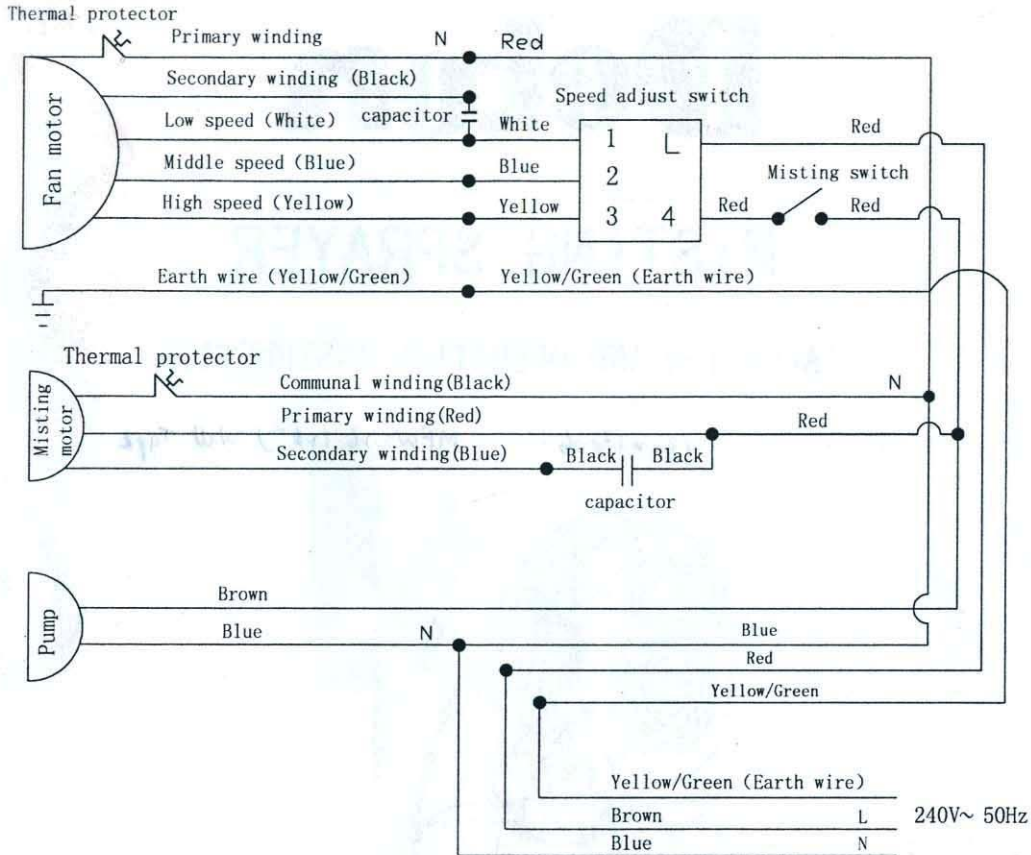 Thermal protector
Primary winding N Red
Secondary winding (Black)
capacitor
Speed adjust switch
Low speed (White) White
1 L Red
Middle speed (Blue) Blue
2
Misting switch
High speed (Yellow) Yellow
3 4 Red Red
Fan motor
Earth wire (Yellow/Green) Yellow/Green (Earth wire)
Thermal protector
Communal winding(Black) N
Primary winding(Red) Red
Secondary winding(Blue) Black Black
capacitor
Misting
motor
Brown
Blue N Blue
Pump
Red
Yellow/Green
Yellow/Green (Earth wire)
Brown L 240V~ 50Hz
Blue N